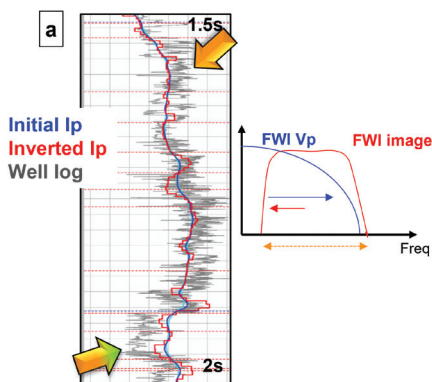 a
1.5s
Initial Ip
Inverted Ip
Well log
FWI Vp
FWI image
Freq
2s